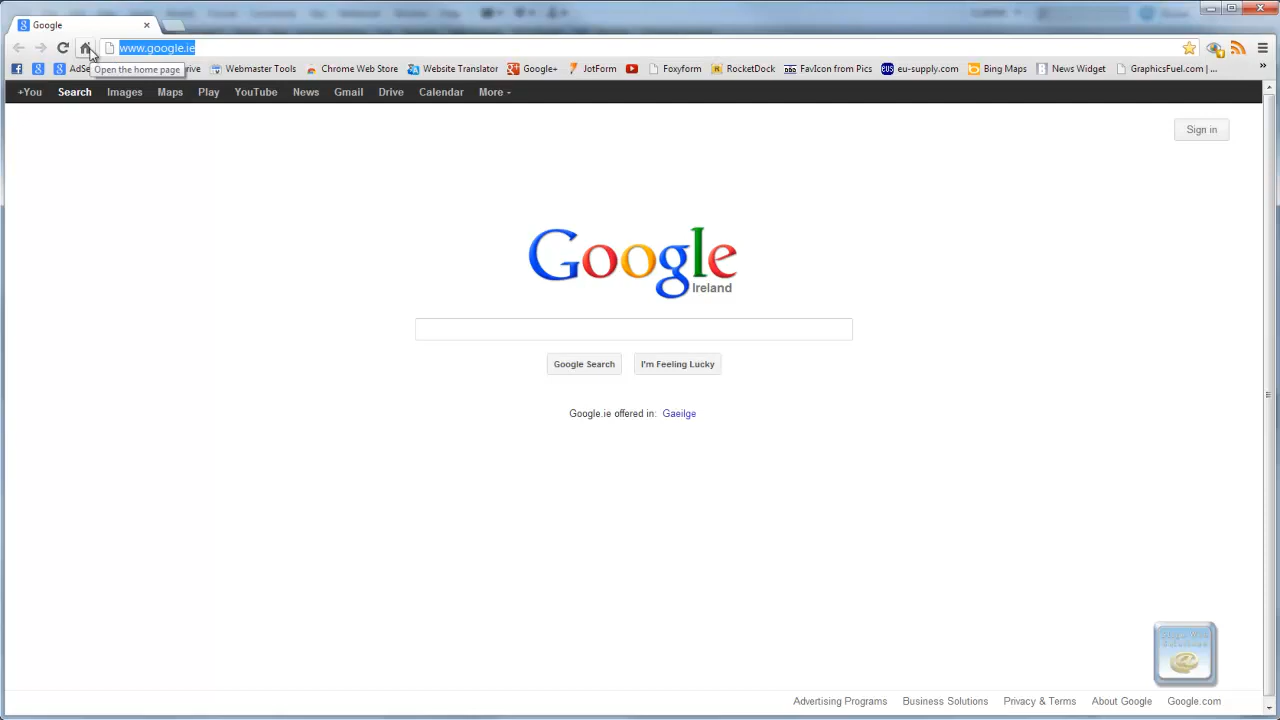 Google
www.google.ie
AdSe
Open the home page
rive
Webmaster Tools
Chrome Web Store
Website Translator
Google+
JotForm
Foxyform
RocketDock
FavIcon from Pics
eu-supply.com
Bing Maps
News Widget
GraphicsFuel.com | ...
+You Search Images Maps Play YouTube News Gmail Drive Calendar More
Sign in
Google
Ireland
Google Search I'm Feeling Lucky
Google.ie offered in: Gaeilge
Advertising Programs Business Solutions Privacy & Terms About Google Google.com